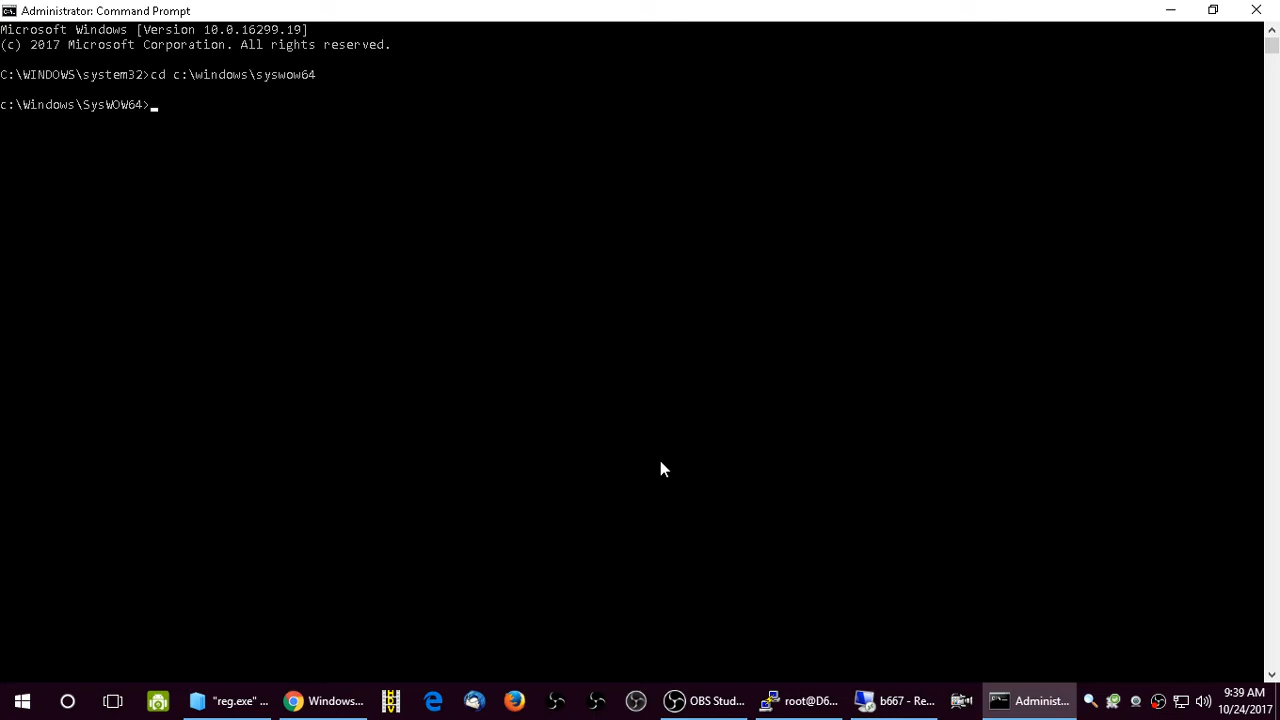 Administrator: Command Prompt
Microsoft Windows [Version 10.0.16299.19]
(c) 2017 Microsoft Corporation. All rights reserved.
C:\WINDOWS\system32>cd c:\windows\syswow64
c:\Windows\SysWOW64>
"reg.exe" ...
Windows...
OBS Stud...
root@D6...
b667 - Re...
Administ...
9:39 AM
10/24/2017